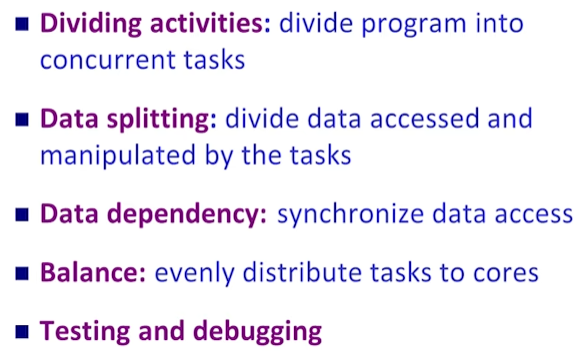 ■ Dividing activities: divide program into
concurrent tasks
■ Data splitting: divide data accessed and
manipulated by the tasks
■ Data dependency: synchronize data access
■ Balance: evenly distribute tasks to cores
■ Testing and debugging